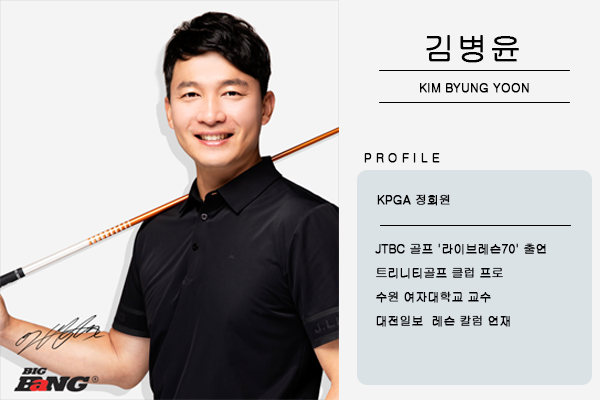 김병윤
KIM BYUNG YOON
PROFILE
KPGA 정회원
JTBC 골프 '라이브레슨70' 출연
트리니티골프 클럽 프로
수원 여자대학교 교수
대전일보 레슨 칼럼 연재
BIG
BANG®